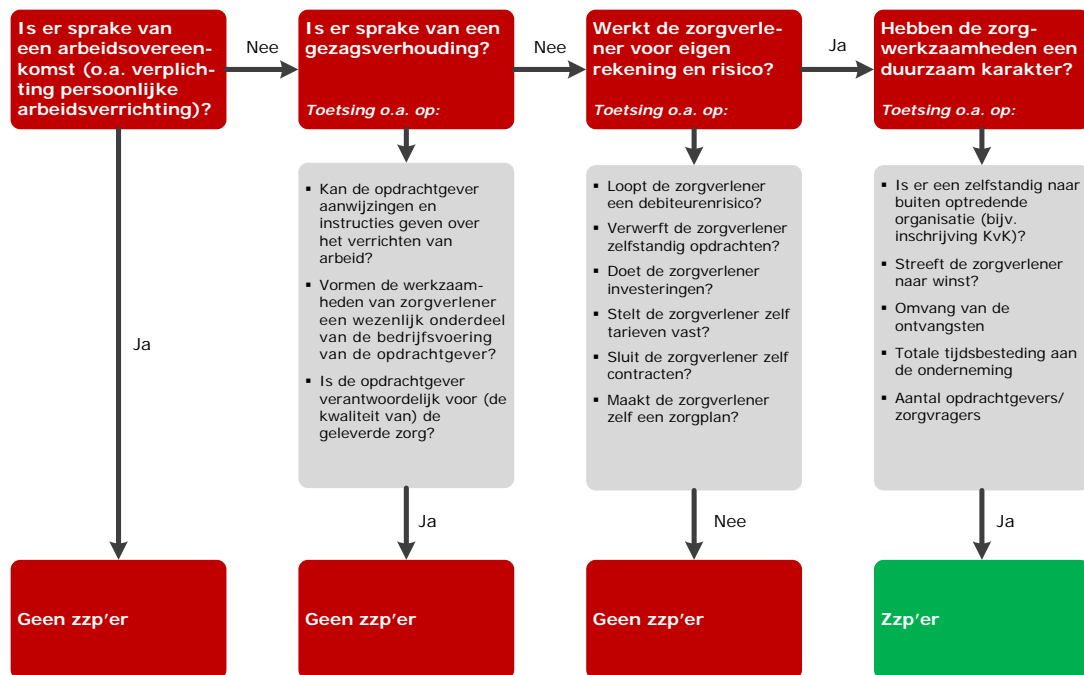 Is er sprake van
een arbeidsovereen-
komst (o.a. verplich-
ting persoonlijke
arbeidsverrichting)?
Nee
Is er sprake van een
gezagsverhouding?
Toetsing o.a. op:
Nee
Werkt de zorgverle-
ner voor eigen
rekening en risico?
Toetsing o.a. op:
Ja
Hebben de zorg-
werkzaamheden een
duurzaam karakter?
Toetsing o.a. op:
Ja
▪ Kan de opdrachtgever
aanwijzingen en
instructies geven over
het verrichten van
arbeid?
▪ Vormen de werkzaam-
heden van zorgverlener
een wezenlijk onderdeel
van de bedrijfsvoering
van de opdrachtgever?
▪ Is de opdrachtgever
verantwoordelijk voor (de
kwaliteit van) de
geleverde zorg?
▪ Loopt de zorgverlener
een debiteurenrisico?
▪ Verwerft de zorgverlener
zelfstandig opdrachten?
▪ Doet de zorgverlener
investeringen?
▪ Stelt de zorgverlener zelf
tarieven vast?
▪ Sluit de zorgverlener zelf
contracten?
▪ Maakt de zorgverlener
zelf een zorgplan?
▪ Is er een zelfstandig naar
buiten optredende
organisatie (bijv.
inschrijving KvK)?
▪ Streeft de zorgverlener
naar winst?
▪ Omvang van de
ontvangsten
▪ Totale tijdsbesteding aan
de onderneming
▪ Aantal opdrachtgevers/
zorgvragers
Ja
Nee
Ja
Geen zzp'er
Geen zzp'er
Geen zzp'er
Zzp'er